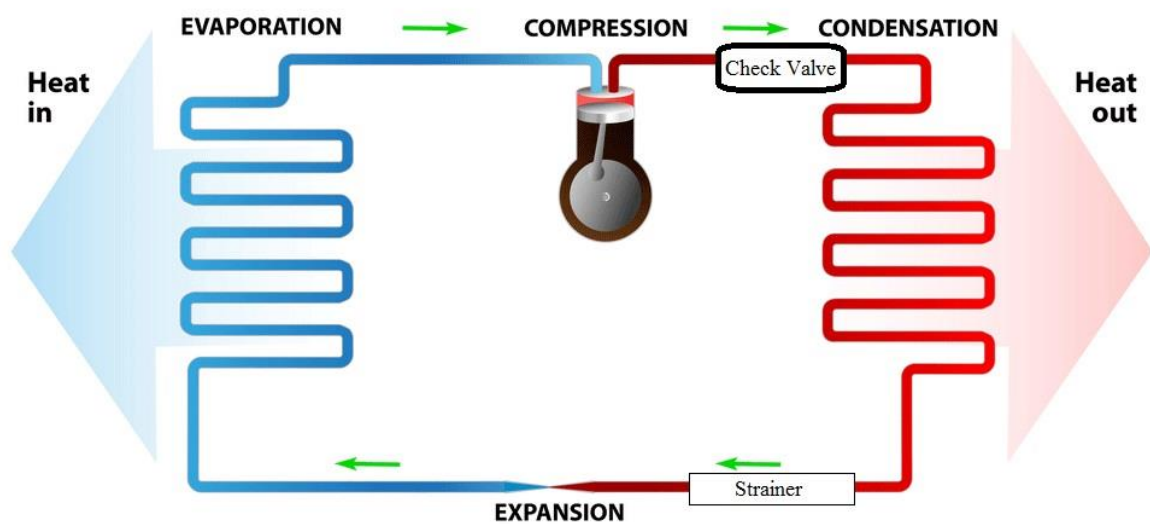 EVAPORATION
COMPRESSION
CONDENSATION
Check Valve
Heat
in
Heat
out
Strainer
EXPANSION